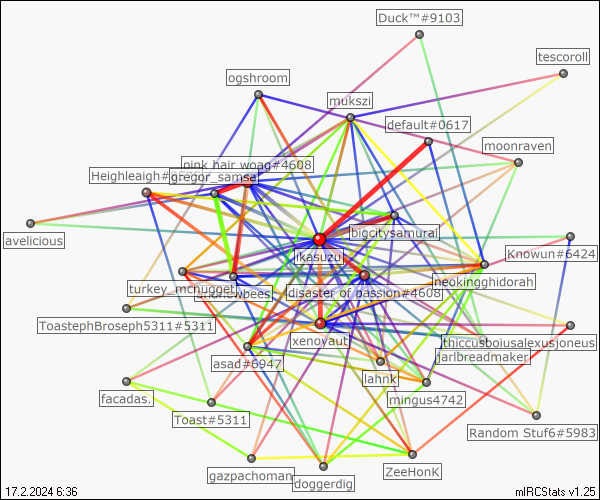 Duck™#9103
tescoroll
ogshroom
mukszi
default#0617
moonraven
pink hair woag#4608
Heighleigh#
gregor_samsa
bigcitysamurai
avelicious
ikasuzu
Knowun#6424
turkey_mcnugget
disaster of passion#4608
neokingghidorah
ToastephBroseph5311#5311
xenoyaut
thiccusboiusalexusjoneus
jarlbreadmaker
asad#6947
lahnk
mingus4742
facadas.
Toast#5311
Random Stuf6#5983
gazpachoman
doggerdig
ZeeHonK
17.2.2024 6:36
mIRCStats v1.25